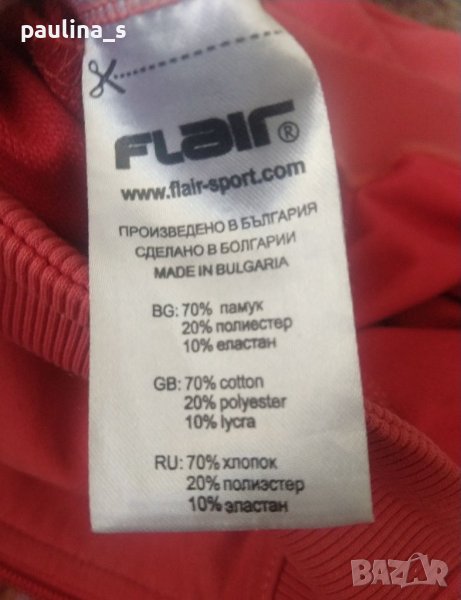 paulina_s
FLAIR®
www.flair-sport.com
ПРОИЗВЕДЕНО В БЪЛГАРИЯ
СДЕЛАНО В БОЛГАРИИ
MADE IN BULGARIA
BG: 70% памук
20% полиестер
10% еластан
GB: 70% cotton
20% polyester
10% lycra
RU: 70% хлопок
20% полиэстер
10% эластан
BAZAR